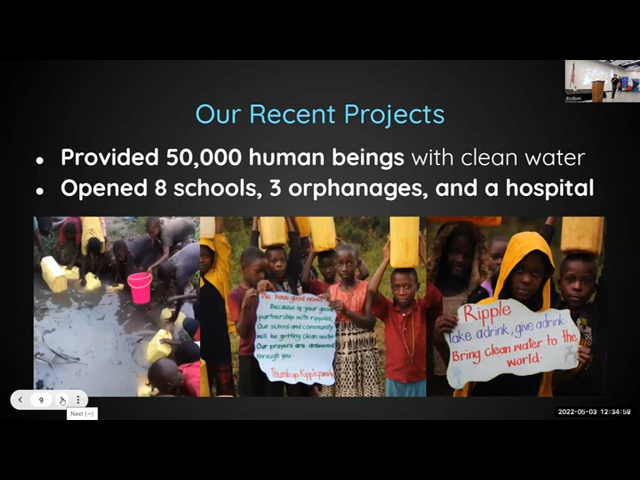 Our Recent Projects
• Provided 50,000 human beings with clean water
• Opened 8 schools, 3 orphanages, and a hospital
We have good news
Because of your good
partnership with rippled,
Our school and community
will be getting clean water
Our prayers are answered
through you
Thumb up Ripple family
Ripple
Take a drink, give a drink
Bring clean water to the
world.
9
Next (→)
2022-05-03 12:34:58